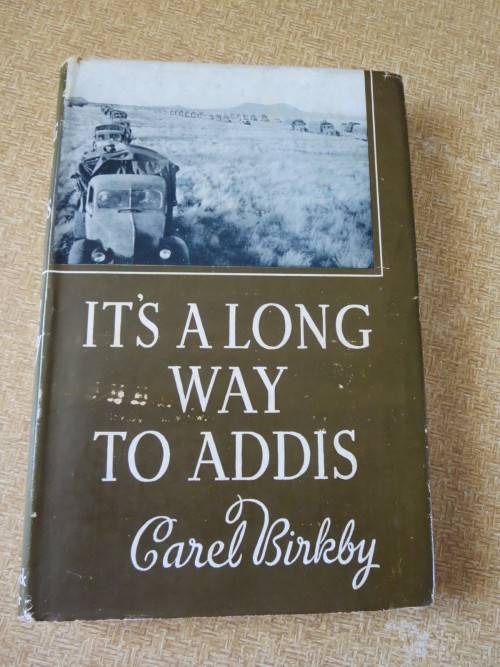 IT'S A LONG
WAY
TO ADDIS
Carel Birkby